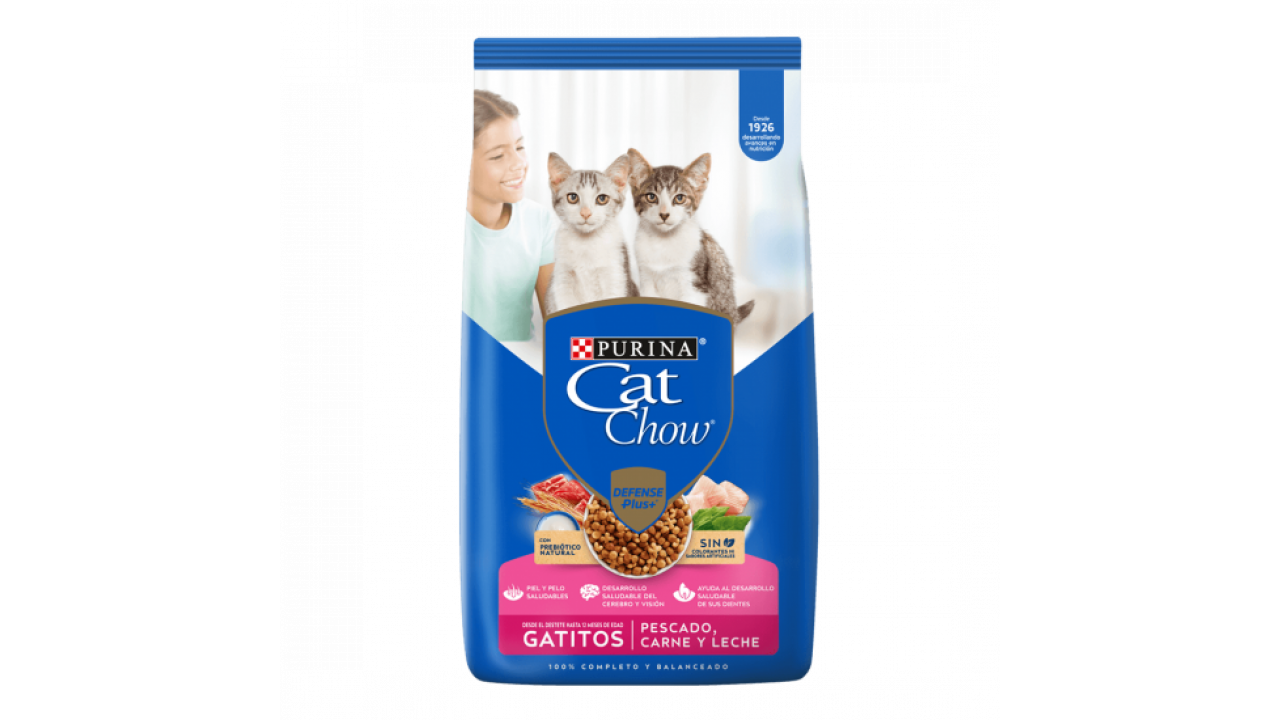 Desde
1926
desarrollando
avances en
nutrición
PURINA®
Cat
Chow®
DEFENSE
Plus+
CON
PREBIÓTICO
NATURAL
SIN
COLORANTES NI
SABORES ARTIFICIALES
PIEL Y PELO
SALUDABLES
DESARROLLO
SALUDABLE DEL
CEREBRO Y VISIÓN
AYUDA AL DESARROLLO
SALUDABLE
DE SUS DIENTES
DESDE EL DESTETE HASTA 12 MESES DE EDAD
GATITOS
PESCADO,
CARNE Y LECHE
100% COMPLETO Y BALANCEADO